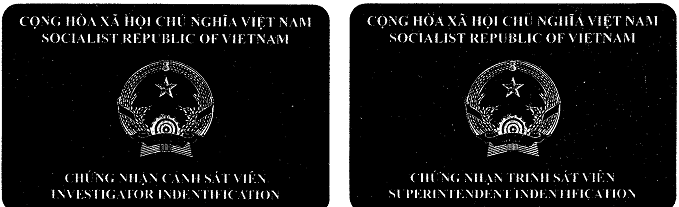 CỘNG HÒA XÃ HỘI CHỦ NGHĨA VIỆT NAM
SOCIALIST REPUBLIC OF VIETNAM
CHỨNG NHẬN CẢNH SÁT VIÊN
INVESTIGATOR INDENTIFICATION
CỘNG HÒA XÃ HỘI CHỦ NGHĨA VIỆT NAM
SOCIALIST REPUBLIC OF VIETNAM
CHỨNG NHẬN TRINH SÁT VIÊN
SUPERINTENDENT INDENTIFICATION